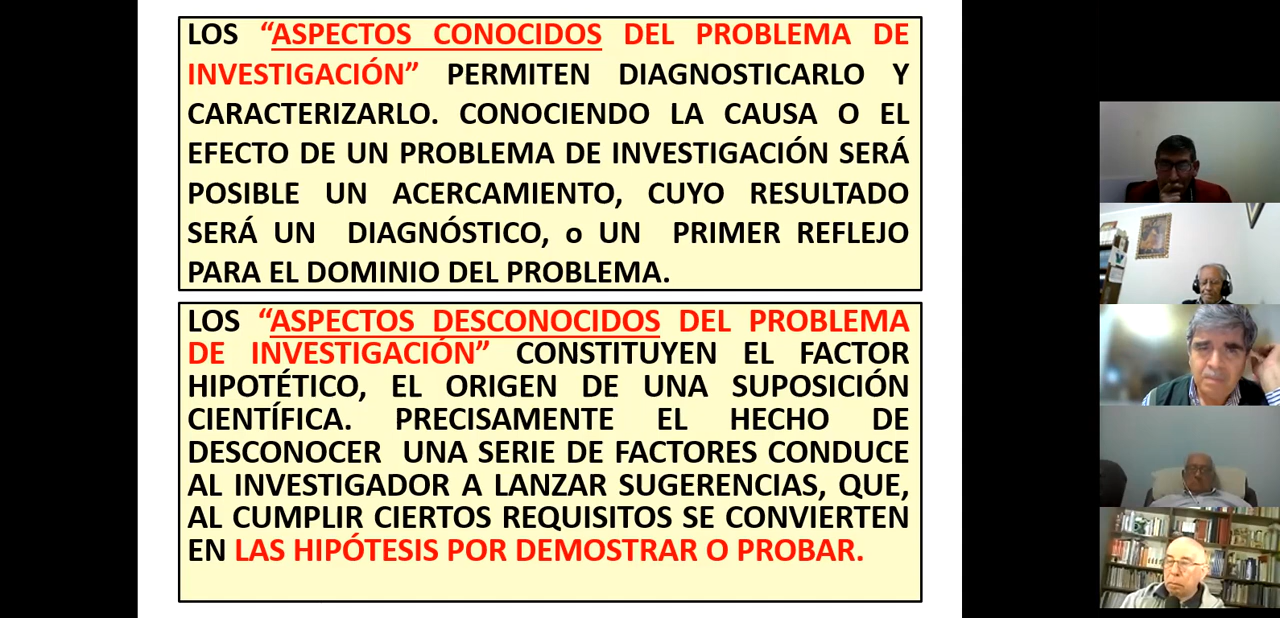 LOS “ASPECTOS CONOCIDOS DEL PROBLEMA DE
INVESTIGACIÓN” PERMITEN DIAGNOSTICARLO Y
CARACTERIZARLO. CONOCIENDO LA CAUSA O EL
EFECTO DE UN PROBLEMA DE INVESTIGACIÓN SERÁ
POSIBLE UN ACERCAMIENTO, CUYO RESULTADO
SERÁ UN DIAGNÓSTICO, o UN PRIMER REFLEJO
PARA EL DOMINIO DEL PROBLEMA.
LOS “ASPECTOS DESCONOCIDOS DEL PROBLEMA
DE INVESTIGACIÓN” CONSTITUYEN EL FACTOR
HIPOTÉTICO, EL ORIGEN DE UNA SUPOSICIÓN
CIENTÍFICA. PRECISAMENTE EL HECHO DE
DESCONOCER UNA SERIE DE FACTORES CONDUCE
AL INVESTIGADOR A LANZAR SUGERENCIAS, QUE,
AL CUMPLIR CIERTOS REQUISITOS SE CONVIERTEN
EN LAS HIPÓTESIS POR DEMOSTRAR O PROBAR.